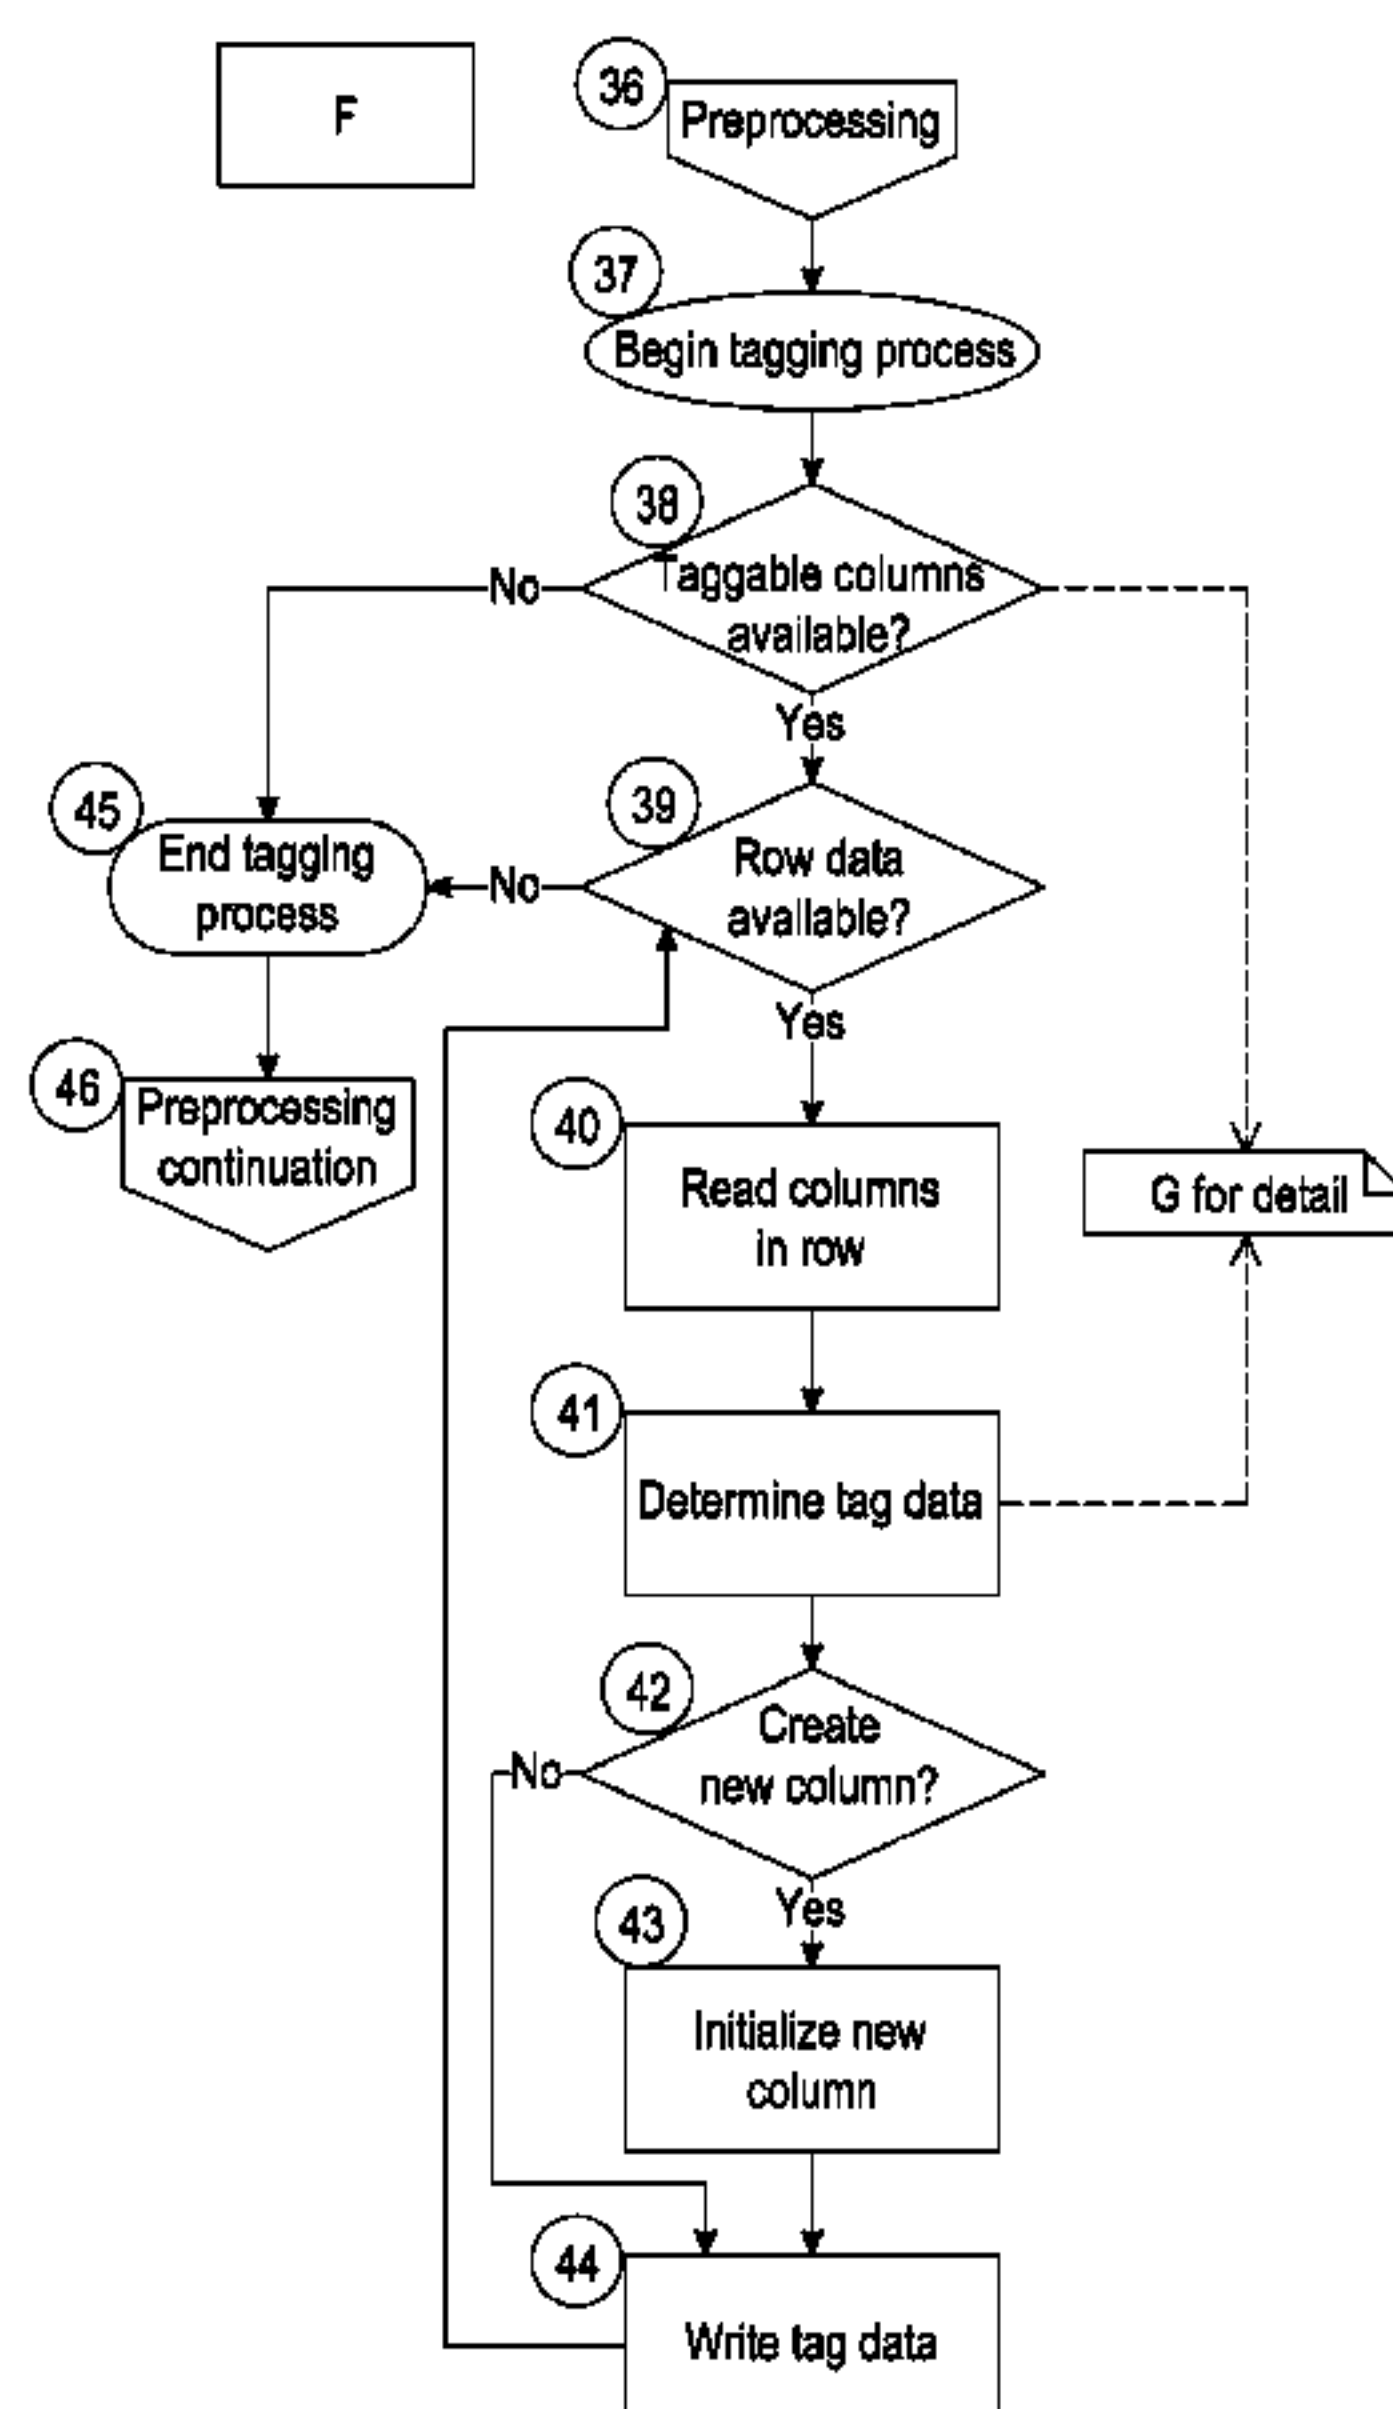 F
36
Preprocessing
37
Begin tagging process
38
Taggable columns
available?
No
Yes
45
End tagging
process
No
39
Row data
available?
Yes
46
Preprocessing
continuation
40
Read columns
in row
G for detail
41
Determine tag data
42
Create
new column?
No
Yes
43
Initialize new
column
44
Write tag data